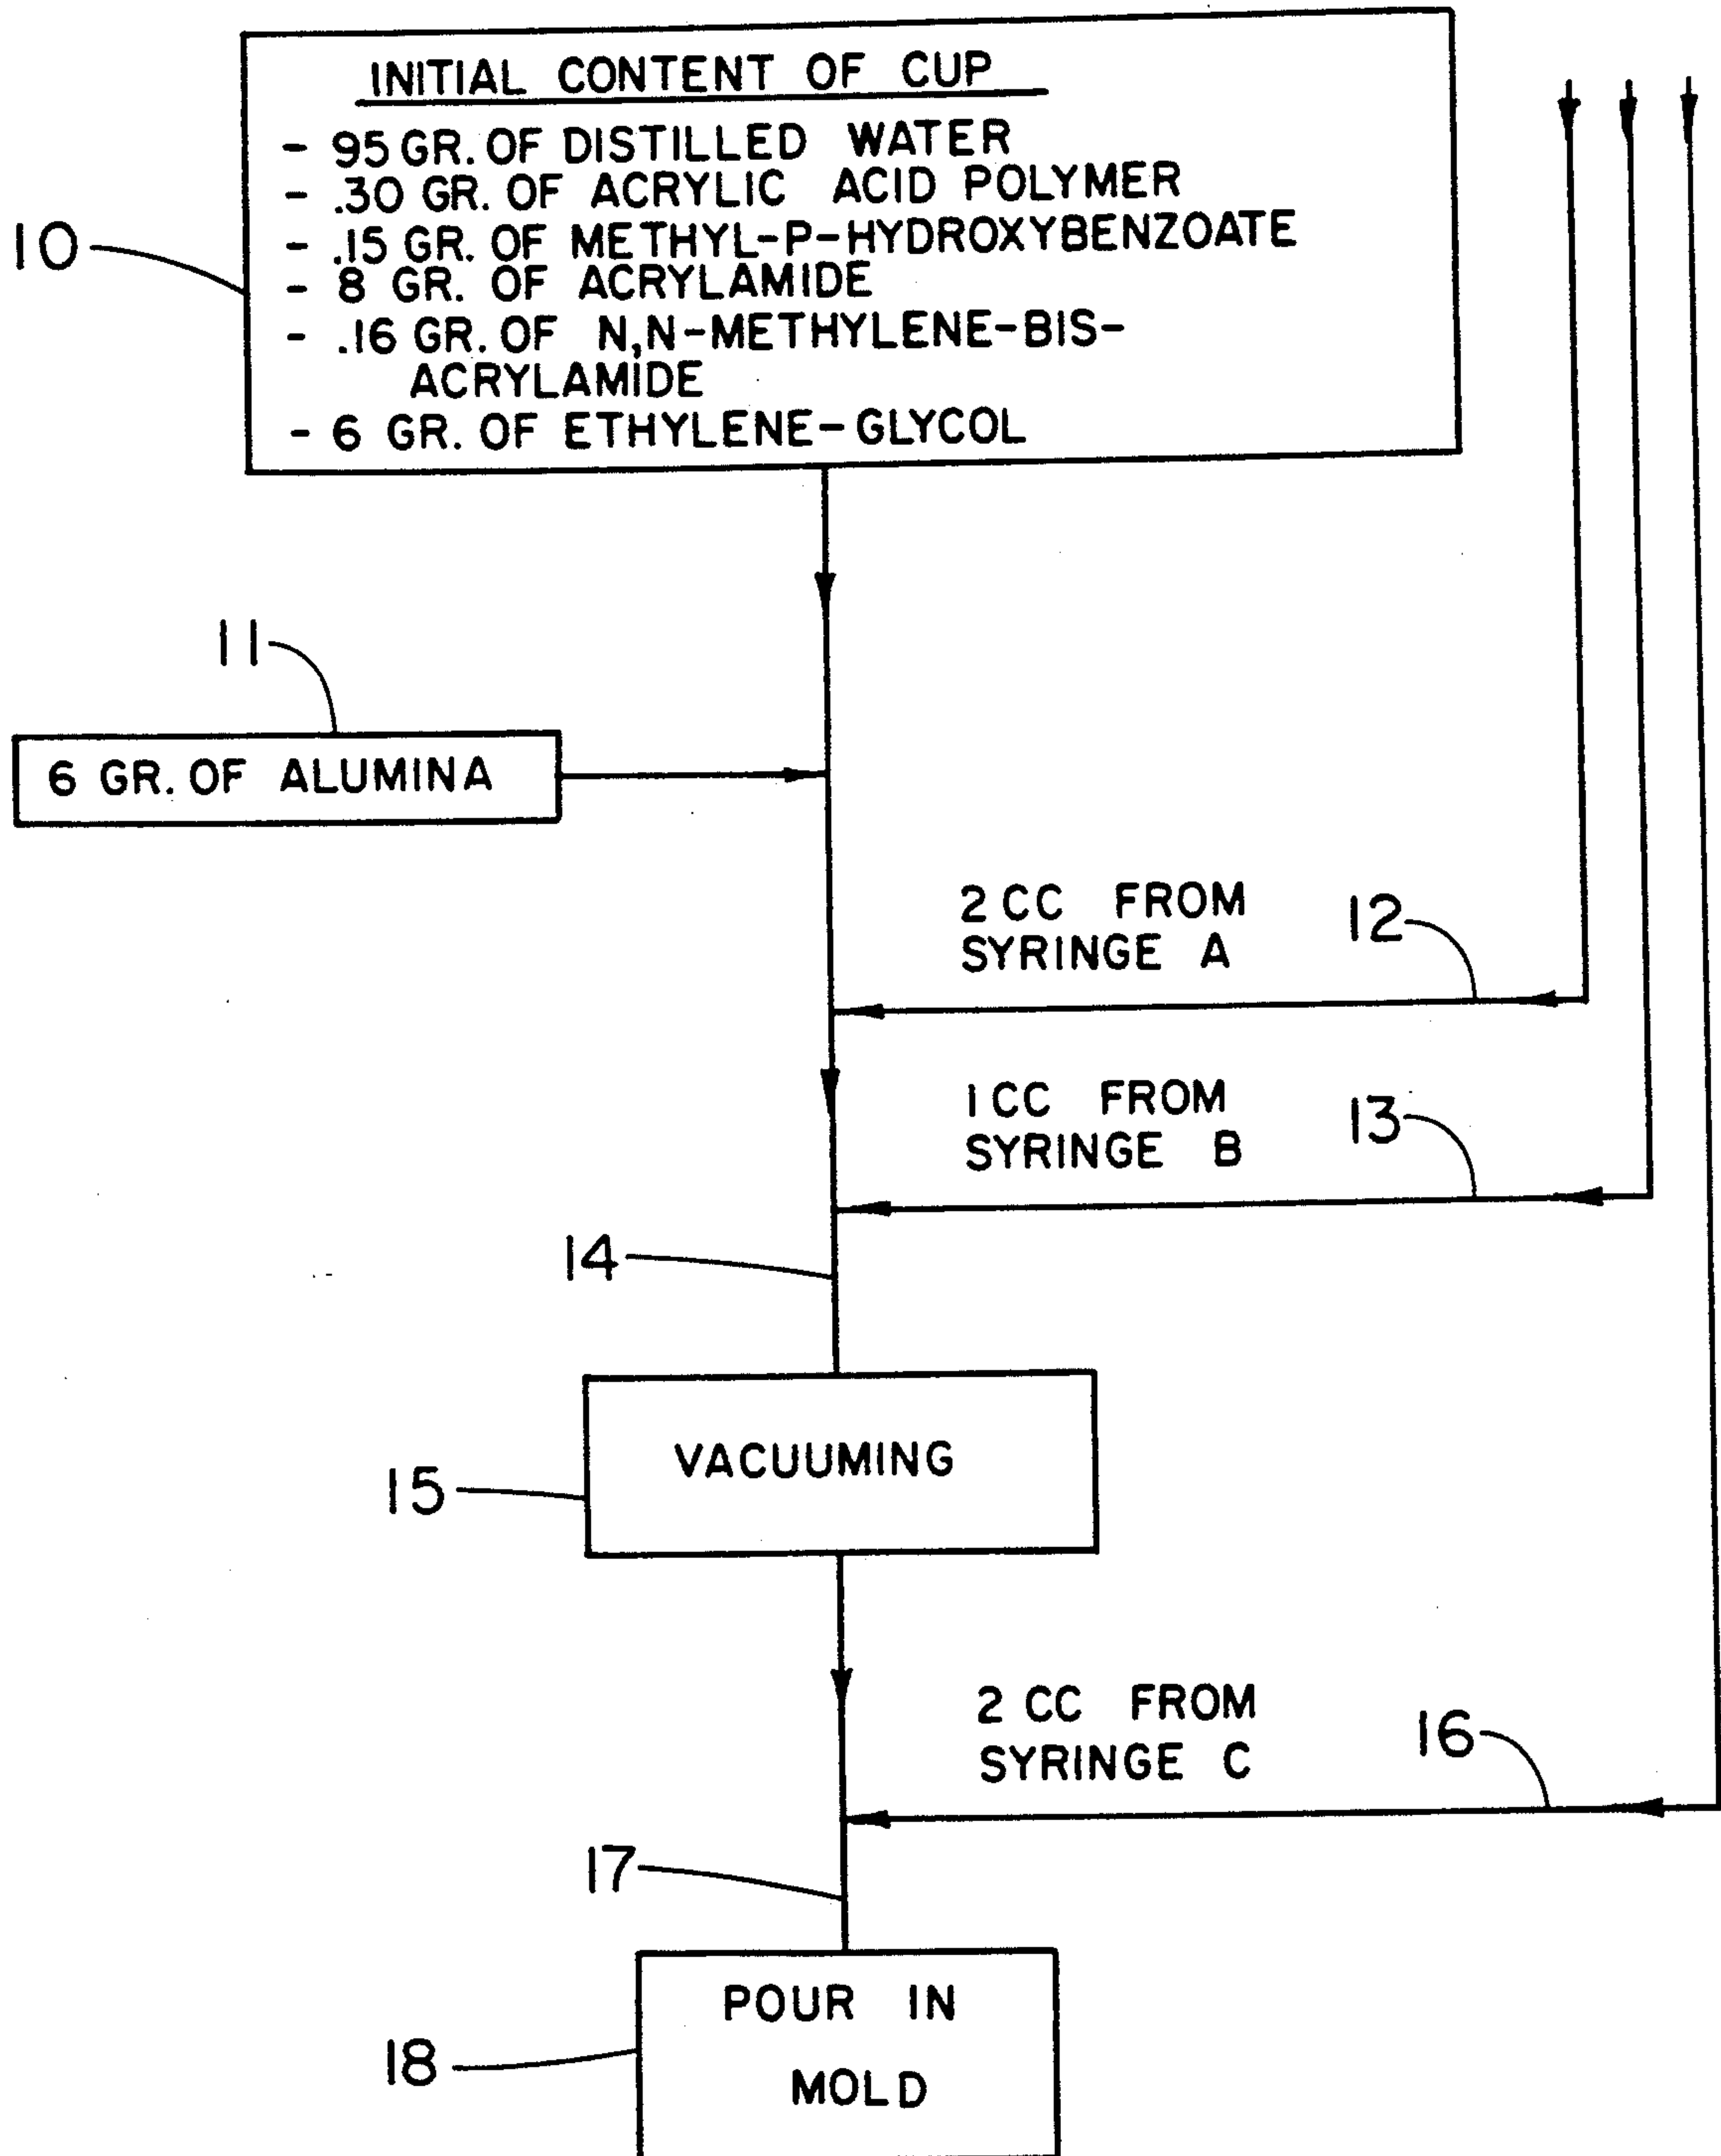 INITIAL CONTENT OF CUP
- 95 GR. OF DISTILLED WATER
- .30 GR. OF ACRYLIC ACID POLYMER
- .15 GR. OF METHYL-P-HYDROXYBENZOATE
- 8 GR. OF ACRYLAMIDE
- .16 GR. OF N,N-METHYLENE-BIS-
ACRYLAMIDE
- 6 GR. OF ETHYLENE-GLYCOL
10
11
6 GR. OF ALUMINA
2 CC FROM
SYRINGE A
12
1 CC FROM
SYRINGE B
13
14
VACUUMING
15
2 CC FROM
SYRINGE C
16
17
POUR IN
MOLD
18